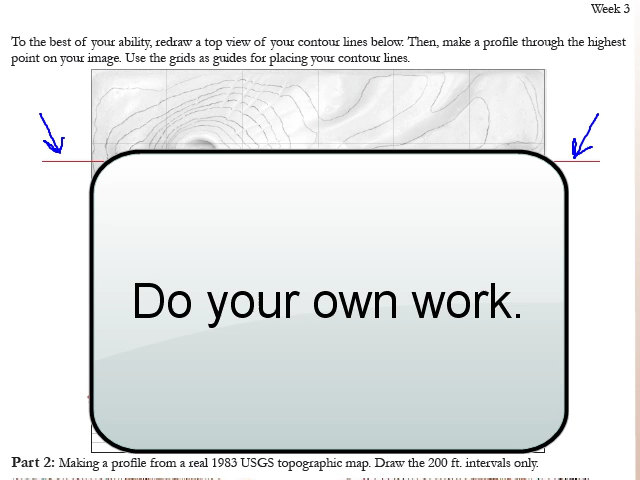 Week 3
To the best of your ability, redraw a top view of your contour lines below. Then, make a profile through the highest
point on your image. Use the grids as guides for placing your contour lines.
Do your own work.
Part 2: Making a profile from a real 1983 USGS topographic map. Draw the 200 ft. intervals only.